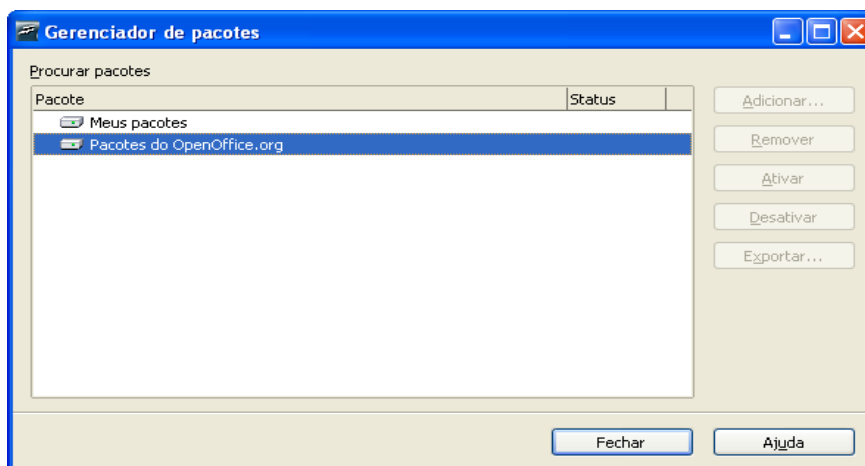 Gerenciador de pacotes
Procurar pacotes
Pacote Status
Meus pacotes
Pacotes do OpenOffice.org
Adicionar...
Remover
Ativar
Desativar
Exportar...
Fechar Ajuda